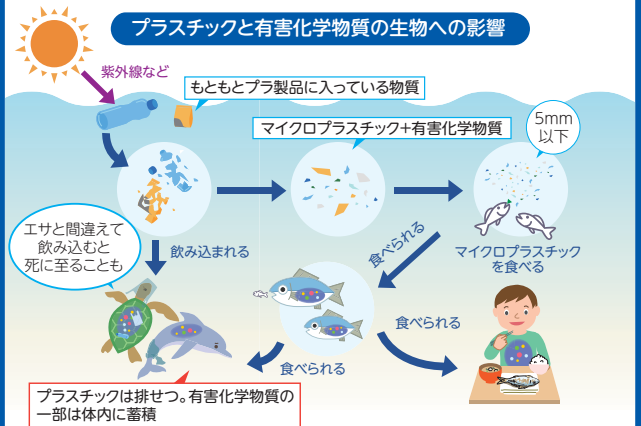 プラスチックと有害化学物質の生物への影響
紫外線など
もともとプラ製品に入っている物質
マイクロプラスチック+有害化学物質
5mm
以下
エサと間違えて
飲み込むと
死に至ることも
飲み込まれる
食べられる
マイクロプラスチック
を食べる
食べられる
食べられる
プラスチックは排せつ。有害化学物質の
一部は体内に蓄積